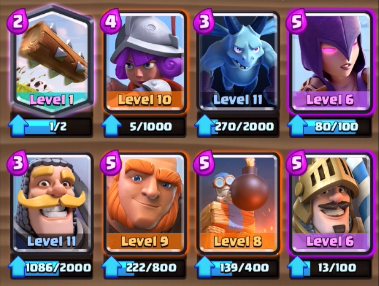 2
4
3
5
Level 1
Level 10
Level 11
Level 6
1/2
5/1000
270/2000
80/100
3
5
5
5
Level 11
Level 9
Level 8
Level 6
1086/2000
222/800
139/400
13/100